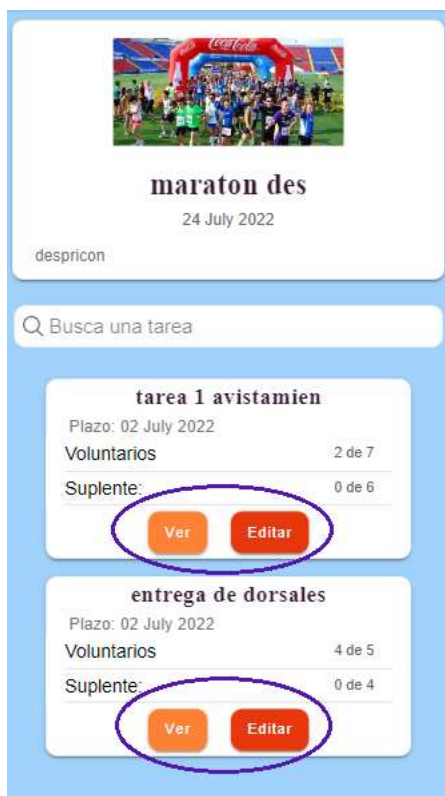 Coca-Cola
maraton des
24 July 2022
despricon
Busca una tarea
tarea 1 avistamien
Plazo: 02 July 2022
Voluntarios 2 de 7
Suplente: 0 de 6
Ver Editar
entrega de dorsales
Plazo: 02 July 2022
Voluntarios 4 de 5
Suplente: 0 de 4
Ver Editar